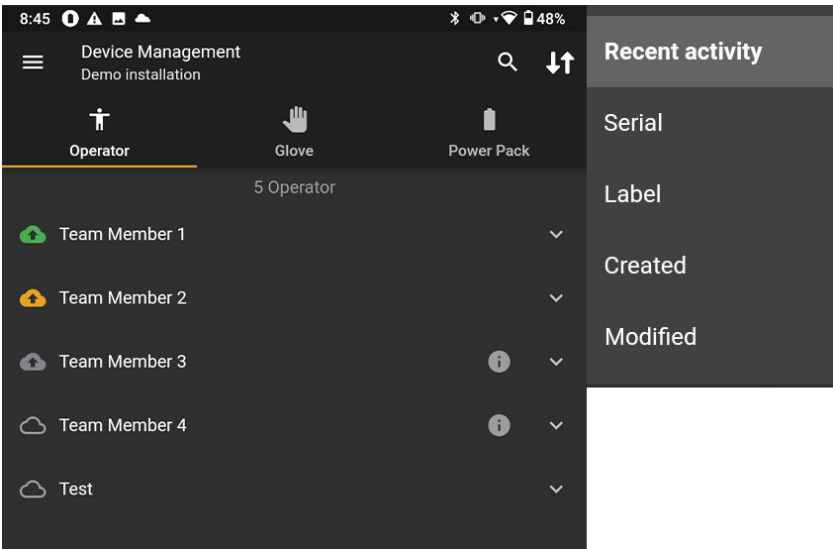 8:45 48%
Device Management
Demo installation
Operator Glove Power Pack
5 Operator
Team Member 1
Team Member 2
Team Member 3
Team Member 4
Test
Recent activity
Serial
Label
Created
Modified